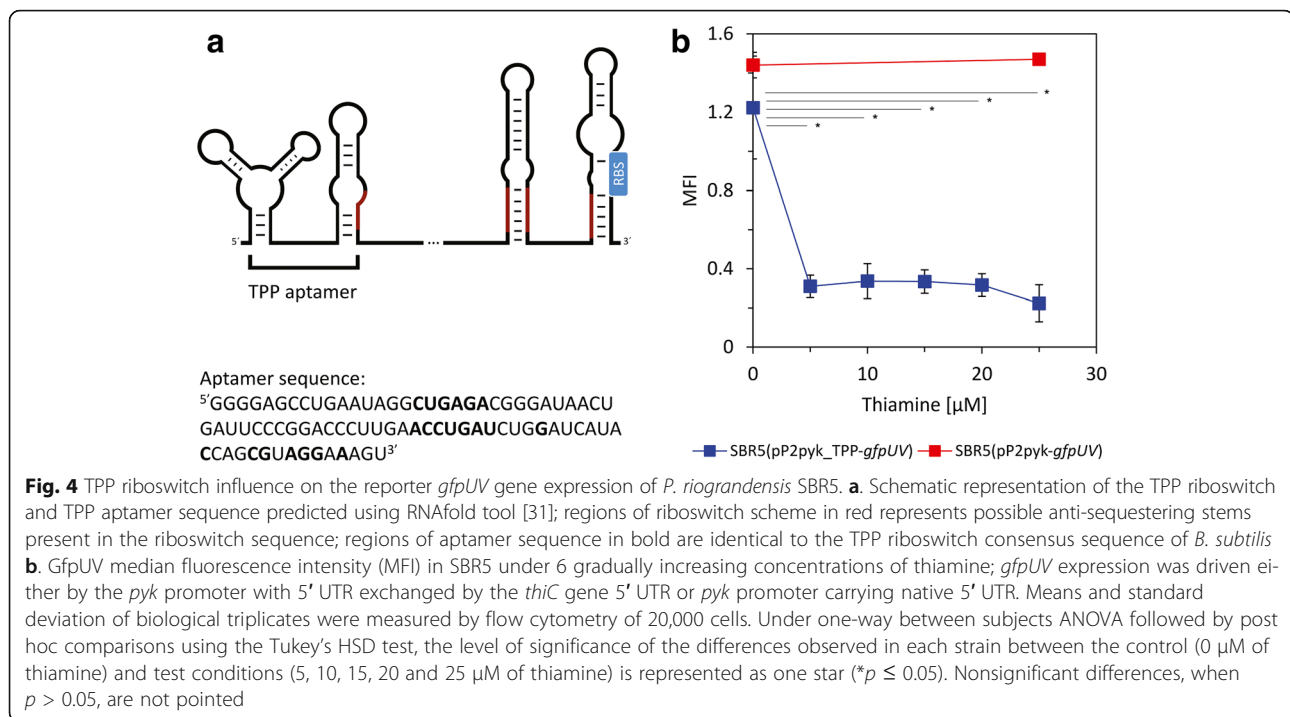 a
5´
...
3´
RBS
TPP aptamer
Aptamer sequence:
5'GGGGAGCCUGAAUAGGCUGAGACGGGAUAACU
GAUUCCCGGACCCUUGAACCUGAUCUGGAUCAUA
CCAGCGUAGGAAAGU3'
b
1.6
1.2
0.8
0.4
0
MFI
*
*
*
*
*
0 10 20 30
Thiamine [µM]
SBR5(pP2pyk_TPP-gfpUV) SBR5(pP2pyk-gfpUV)
Fig. 4 TPP riboswitch influence on the reporter gfpUV gene expression of P. riograndensis SBR5. a. Schematic representation of the TPP riboswitch
and TPP aptamer sequence predicted using RNAfold tool [31]; regions of riboswitch scheme in red represents possible anti-sequestering stems
present in the riboswitch sequence; regions of aptamer sequence in bold are identical to the TPP riboswitch consensus sequence of B. subtilis
b. GfpUV median fluorescence intensity (MFI) in SBR5 under 6 gradually increasing concentrations of thiamine; gfpUV expression was driven ei-
ther by the pyk promoter with 5′ UTR exchanged by the thiC gene 5′ UTR or pyk promoter carrying native 5′ UTR. Means and standard
deviation of biological triplicates were measured by flow cytometry of 20,000 cells. Under one-way between subjects ANOVA followed by post
hoc comparisons using the Tukey's HSD test, the level of significance of the differences observed in each strain between the control (0 µM of
thiamine) and test conditions (5, 10, 15, 20 and 25 µM of thiamine) is represented as one star (*p ≤ 0.05). Nonsignificant differences, when
p > 0.05, are not pointed